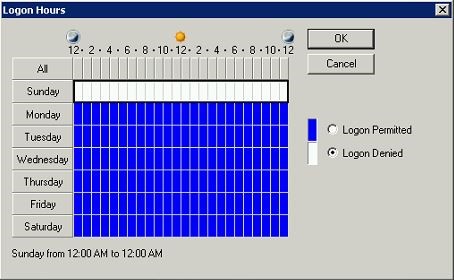 Logon Hours
OK
12 · 2 · 4 · 6 · 8 · 10 · 12 · 2 · 4 · 6 · 8 · 10 · 12
Cancel
All
Sunday
Monday
Tuesday
Wednesday
Thursday
Friday
Saturday
Logon Permitted
Logon Denied
Sunday from 12:00 AM to 12:00 AM